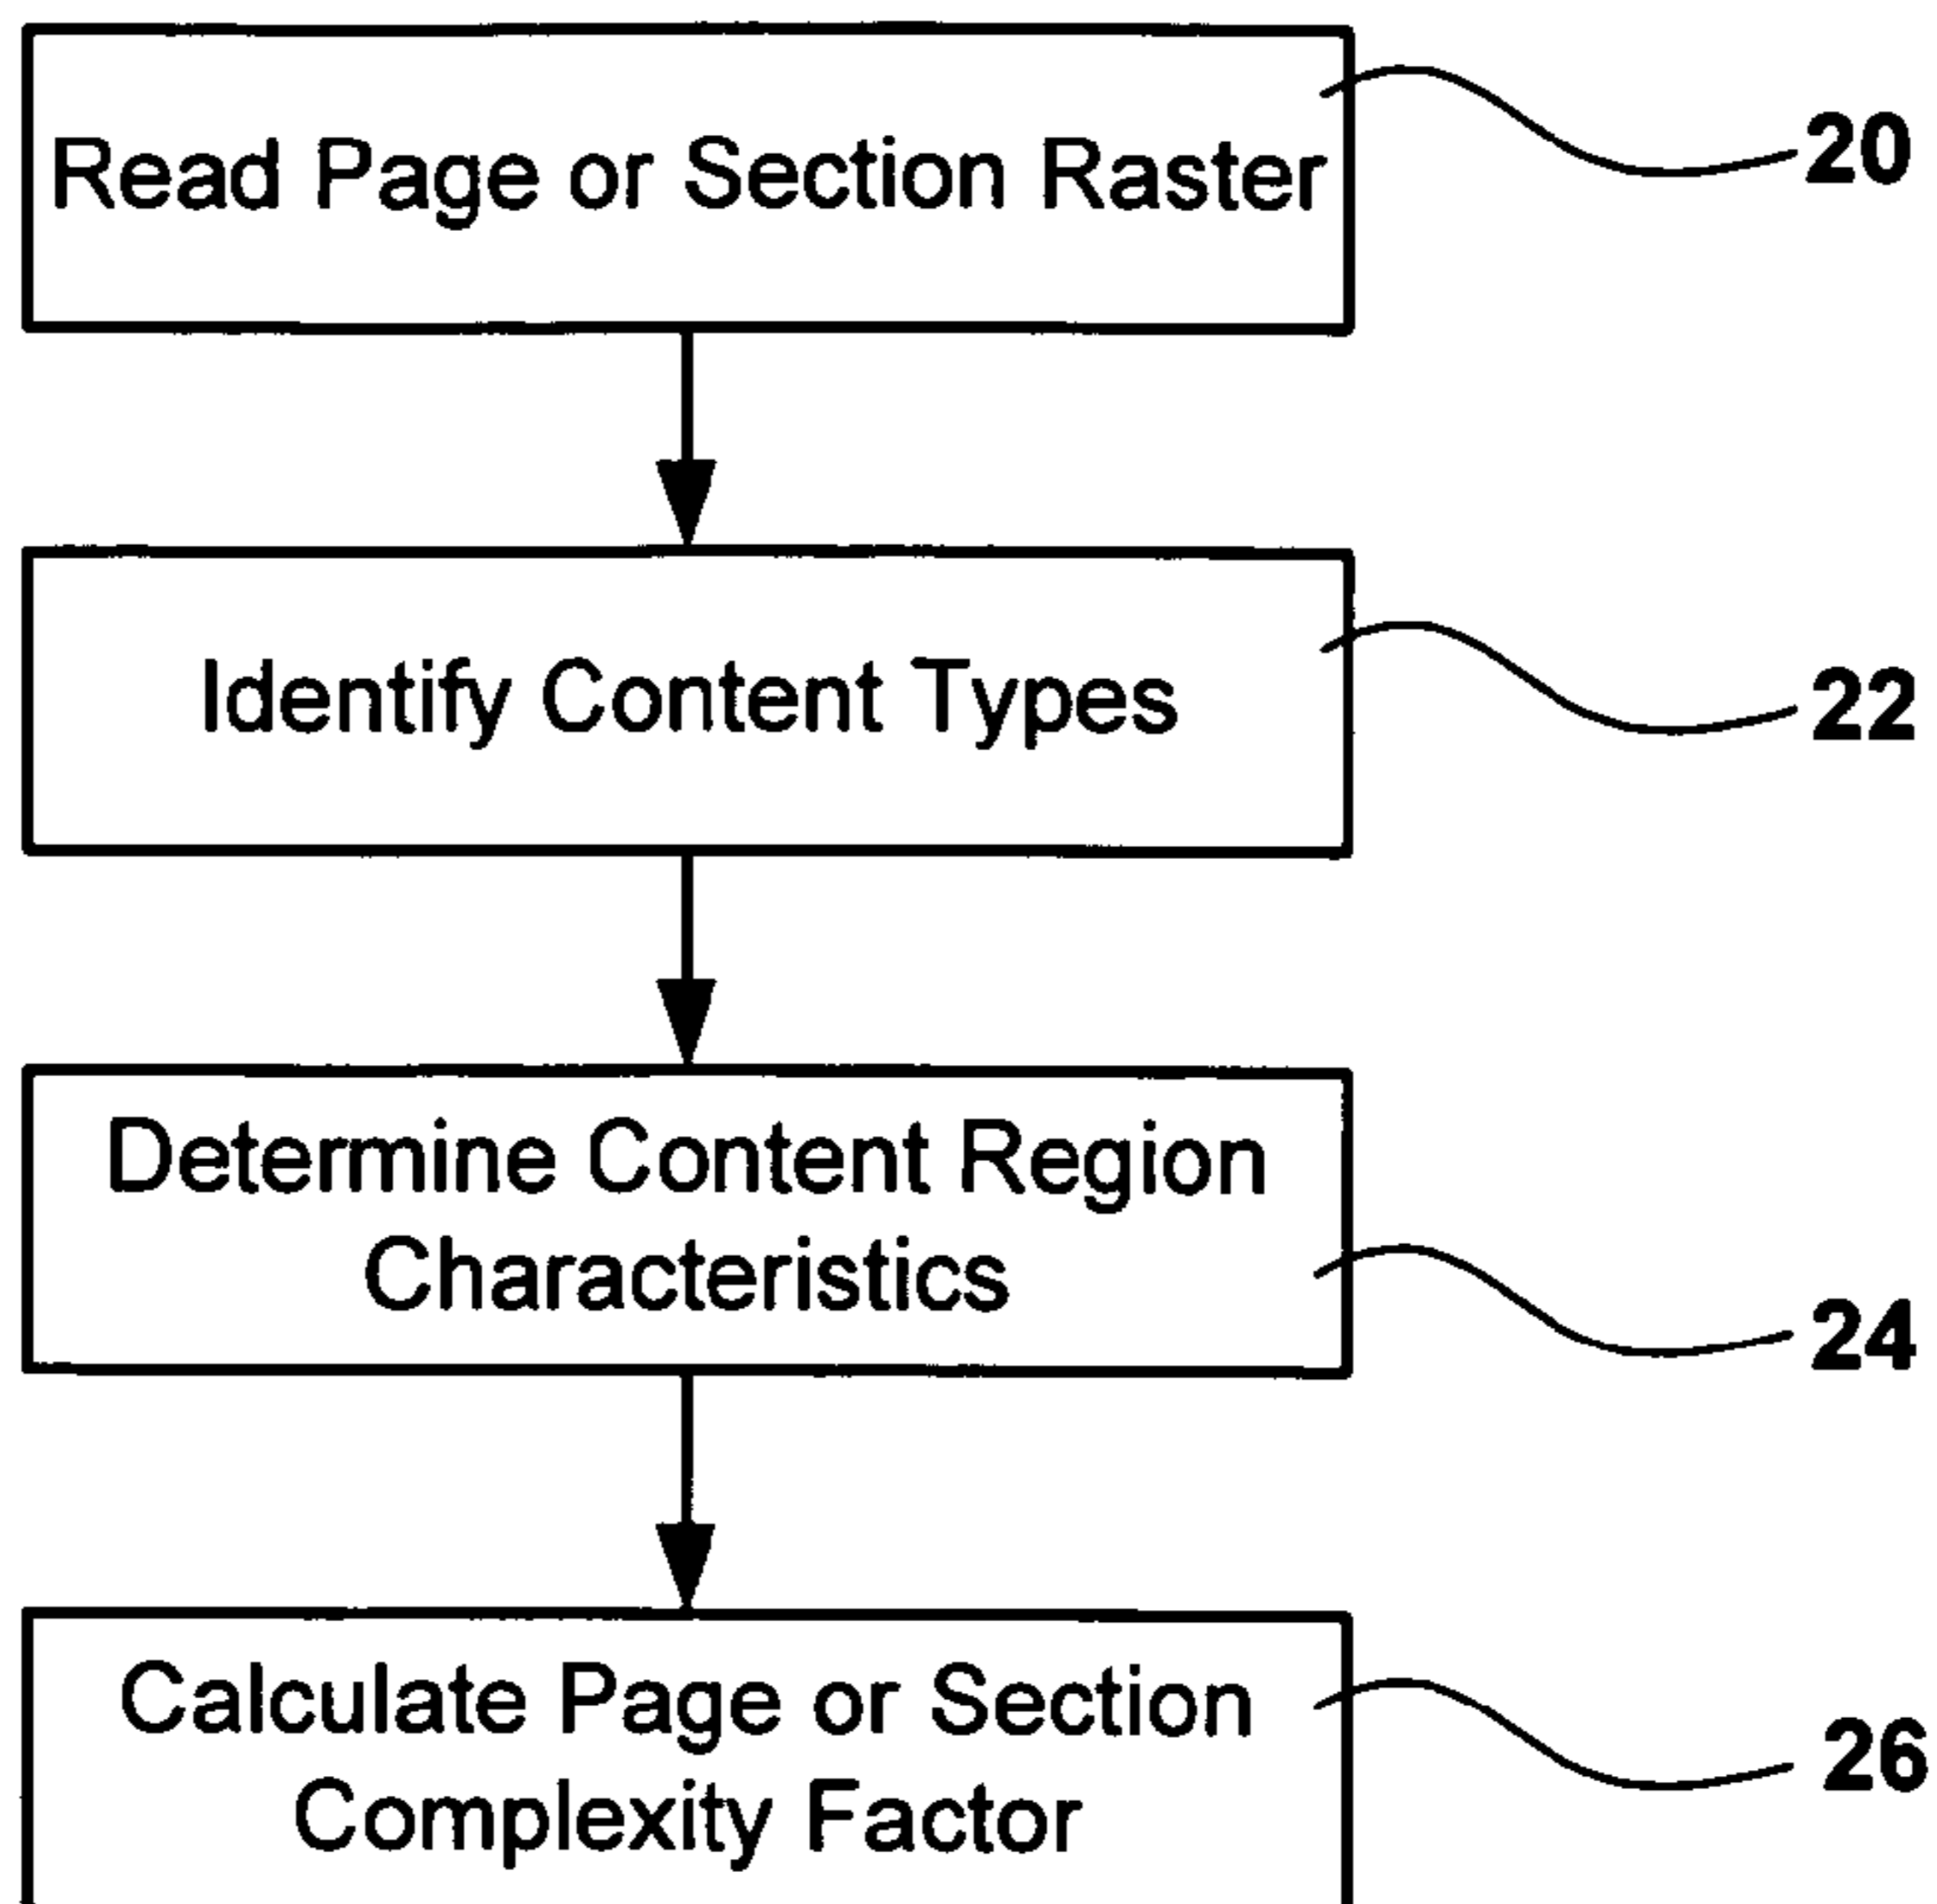 Read Page or Section Raster
20
Identify Content Types
22
Determine Content Region
Characteristics
24
Calculate Page or Section
Complexity Factor
26